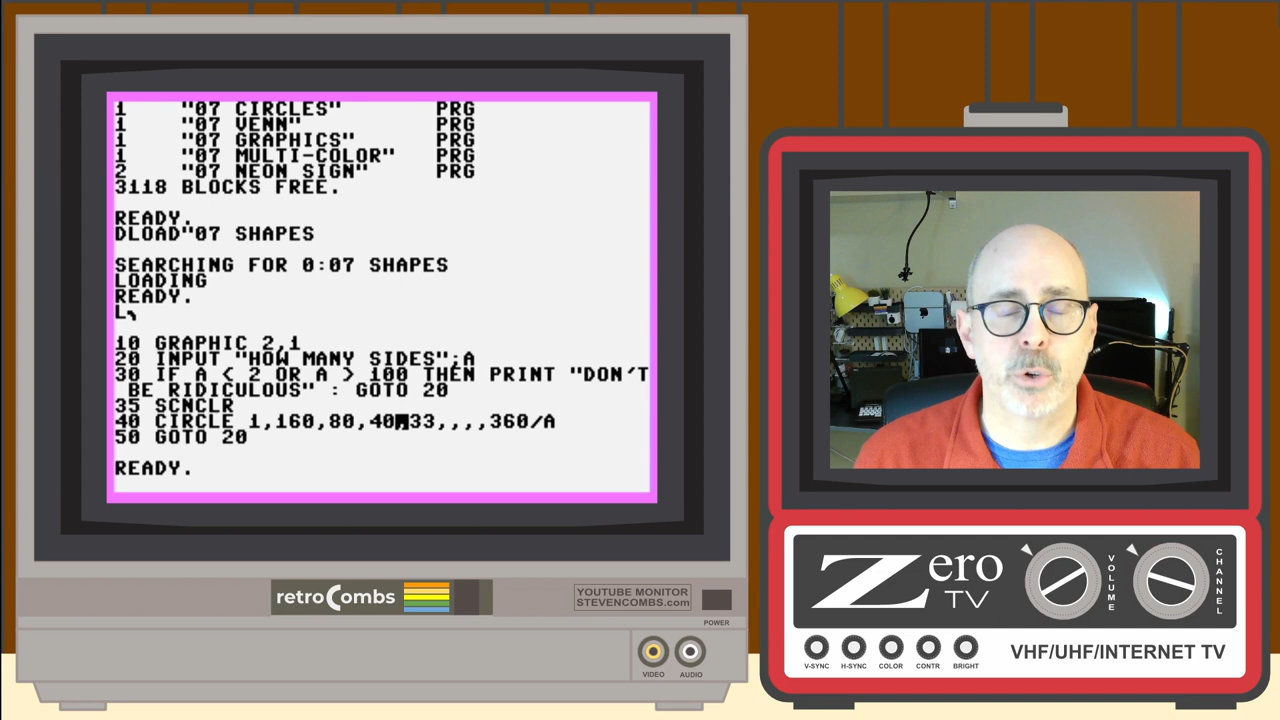 1 "07 CIRCLES" PRG
1 "07 VENN" PRG
1 "07 GRAPHICS" PRG
1 "07 MULTI-COLOR" PRG
2 "07 NEON SIGN" PRG
3118 BLOCKS FREE.
READY.
DLOAD"07 SHAPES
SEARCHING FOR 0:07 SHAPES
LOADING
READY.
10 GRAPHIC 2,1
20 INPUT "HOW MANY SIDES";A
30 IF A < 2 OR A > 100 THEN PRINT "DON'T
BE RIDICULOUS" : GOTO 20
35 SCNCLR
40 CIRCLE 1,160,80,40,33,,,,360/A
50 GOTO 20
READY.
retroCombs
YOUTUBE MONITOR
STEVENCOMBS.com
POWER
VIDEO
AUDIO
Zero
TV
VOLUME
CHANNEL
V-SYNC
H-SYNC
COLOR
CONTR
BRIGHT
VHF/UHF/INTERNET TV